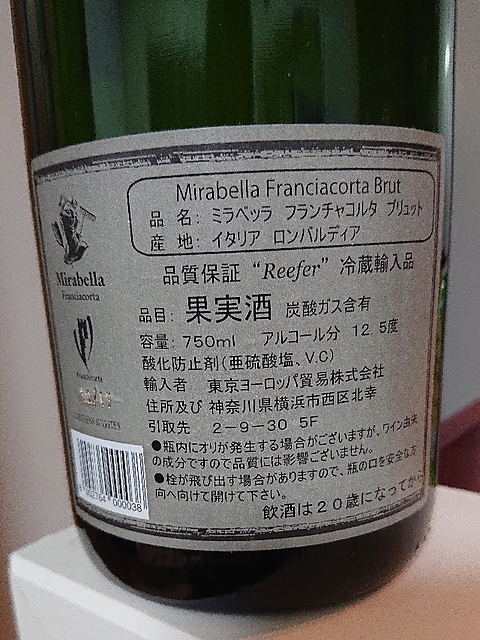 Mirabella Franciacorta Brut
品 名: ミラベッラ フランチャコルタ ブリュット
産 地: イタリア ロンバルディア
Mirabella
Franciacorta
品質保証 “Reefer” 冷蔵輸入品
品目: 果実酒 炭酸ガス含有
容量: 750ml アルコール分 12.5度
酸化防止剤(亜硫酸塩、V.C)
輸入者 東京ヨーロッパ貿易株式会社
住所及び 神奈川県横浜市西区北幸
引取先 2-9-30 5F
Franciacorta
●瓶内にオリが発生する場合がございますが、ワイン由来
の成分ですので品質には影響ございません。
●栓が飛び出す場合がありますので、瓶の口を安全な方
向へ向けて開けて下さい。
飲酒は20歳になってから
000038